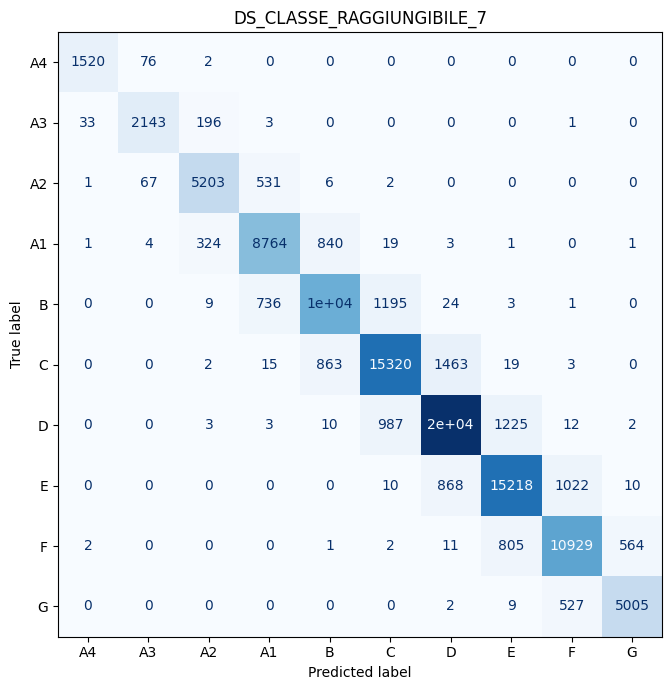 DS_CLASSE_RAGGIUNGIBILE_7
A4 1520 76 2 0 0 0 0 0 0 0
A3 33 2143 196 3 0 0 0 0 1 0
A2 1 67 5203 531 6 2 0 0 0 0
A1 1 4 324 8764 840 19 3 1 0 1
B 0 0 9 736 1e+04 1195 24 3 1 0
C 0 0 2 15 863 15320 1463 19 3 0
D 0 0 3 3 10 987 2e+04 1225 12 2
E 0 0 0 0 0 10 868 15218 1022 10
F 2 0 0 0 1 2 11 805 10929 564
G 0 0 0 0 0 0 2 9 527 5005
A4 A3 A2 A1 B C D E F G
True label
Predicted label